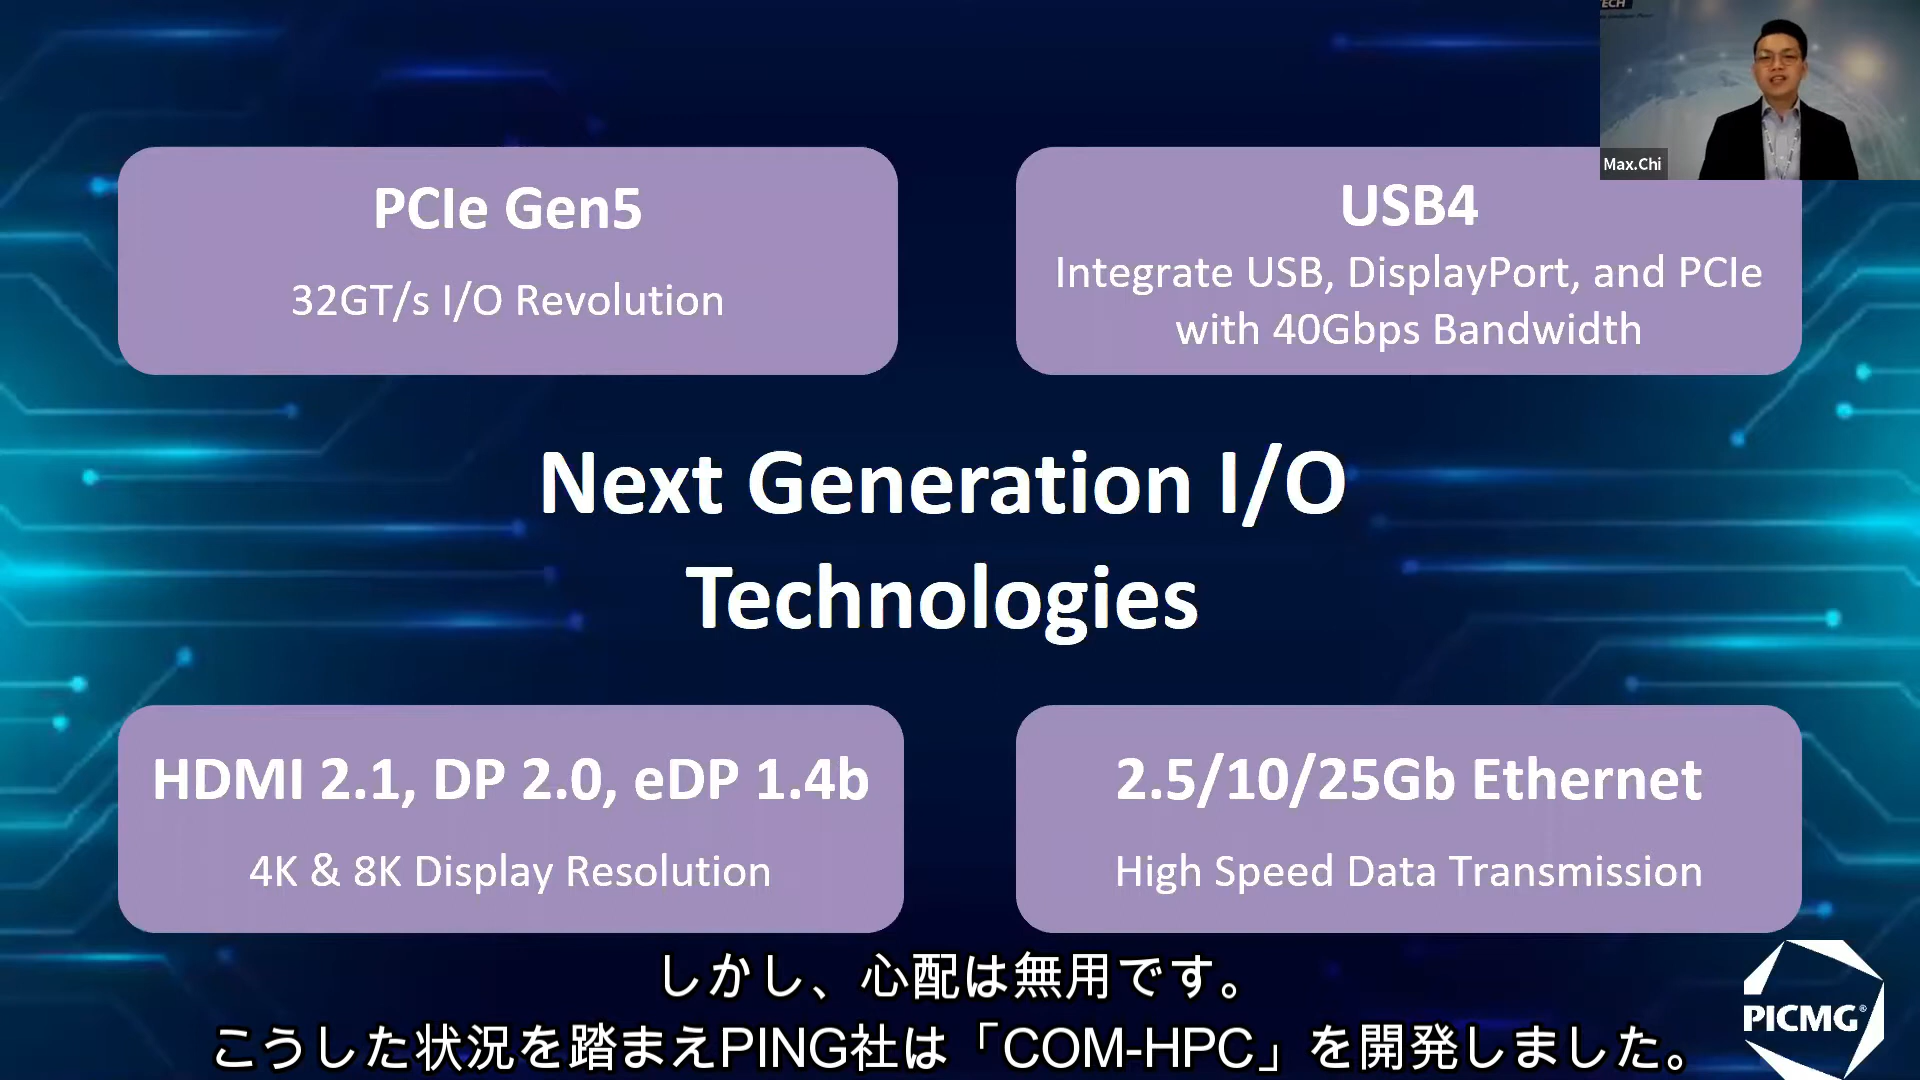 ECH
Max.Chi
PCIe Gen5
32GT/s I/O Revolution
USB4
Integrate USB, DisplayPort, and PCIe
with 40Gbps Bandwidth
Next Generation I/O
Technologies
HDMI 2.1, DP 2.0, eDP 1.4b
4K & 8K Display Resolution
2.5/10/25Gb Ethernet
High Speed Data Transmission
しかし、心配は無用です。
こうした状況を踏まえPING社は「COM-HPC」を開発しました。
PICMG®